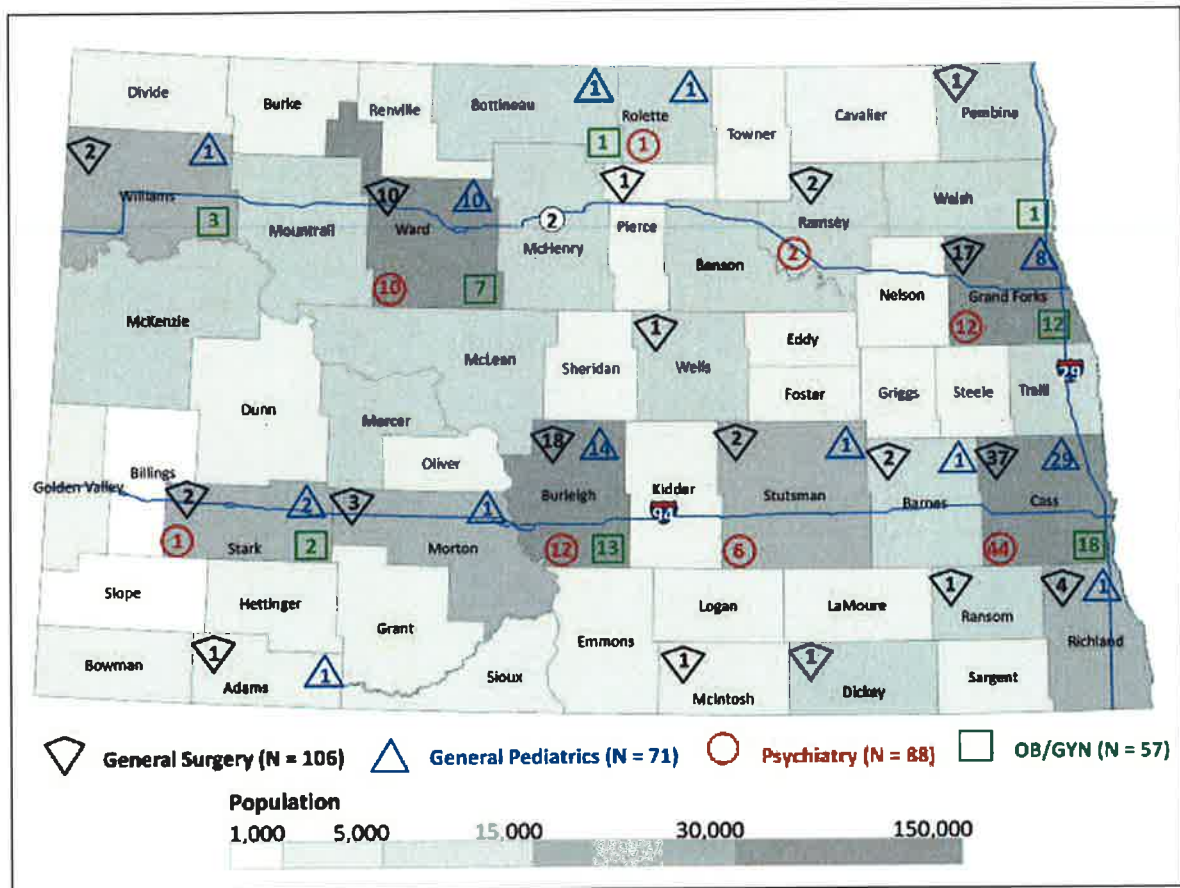 Divide
Burke
Renville
Bottineau
1
Rolette
1
Towner
Cavalier
1
Pembina
2
Williams
1
3
Mountrail
10
Ward
10
10
7
2
McHenry
1
1
1
Pierce
Benson
2
Ramsey
2
Walsh
1
Nelson
17
8
Grand Forks
12
12
McKenzie
Dunn
McLean
Mercer
Oliver
Sheridan
1
Wells
Eddy
Foster
Griggs
Steele
Traill
29
Golden Valley
Billings
2
2
1
Stark
2
3
1
Morton
18
14
Burleigh
12
13
Kidder
94
2
1
Stutsman
6
2
1
Barnes
37
29
Cass
44
18
Slope
Hettinger
Grant
Bowman
1
Adams
1
Sioux
Emmons
Logan
LaMoure
1
Ransom
4
1
Richland
1
McIntosh
1
Dickey
Sargent
General Surgery (N = 106)
General Pediatrics (N = 71)
Psychiatry (N = 88)
OB/GYN (N = 57)
Population
1,000 5,000 15,000 30,000 150,000